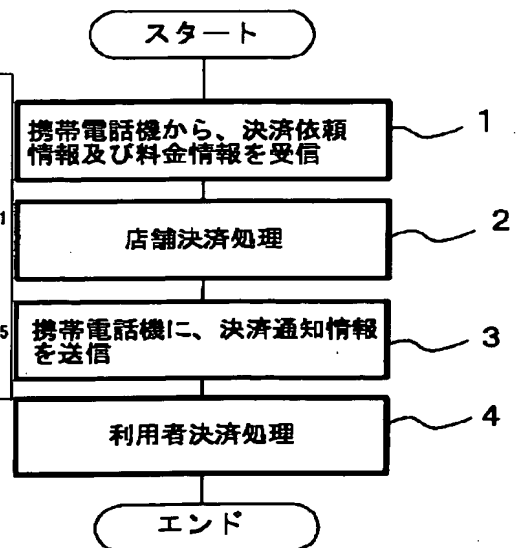 スタート
携帯電話機から、決済依頼
情報及び料金情報を受信
1
1
店舗決済処理
2
5
携帯電話機に、決済通知情報
を送信
3
利用者決済処理
4
エンド